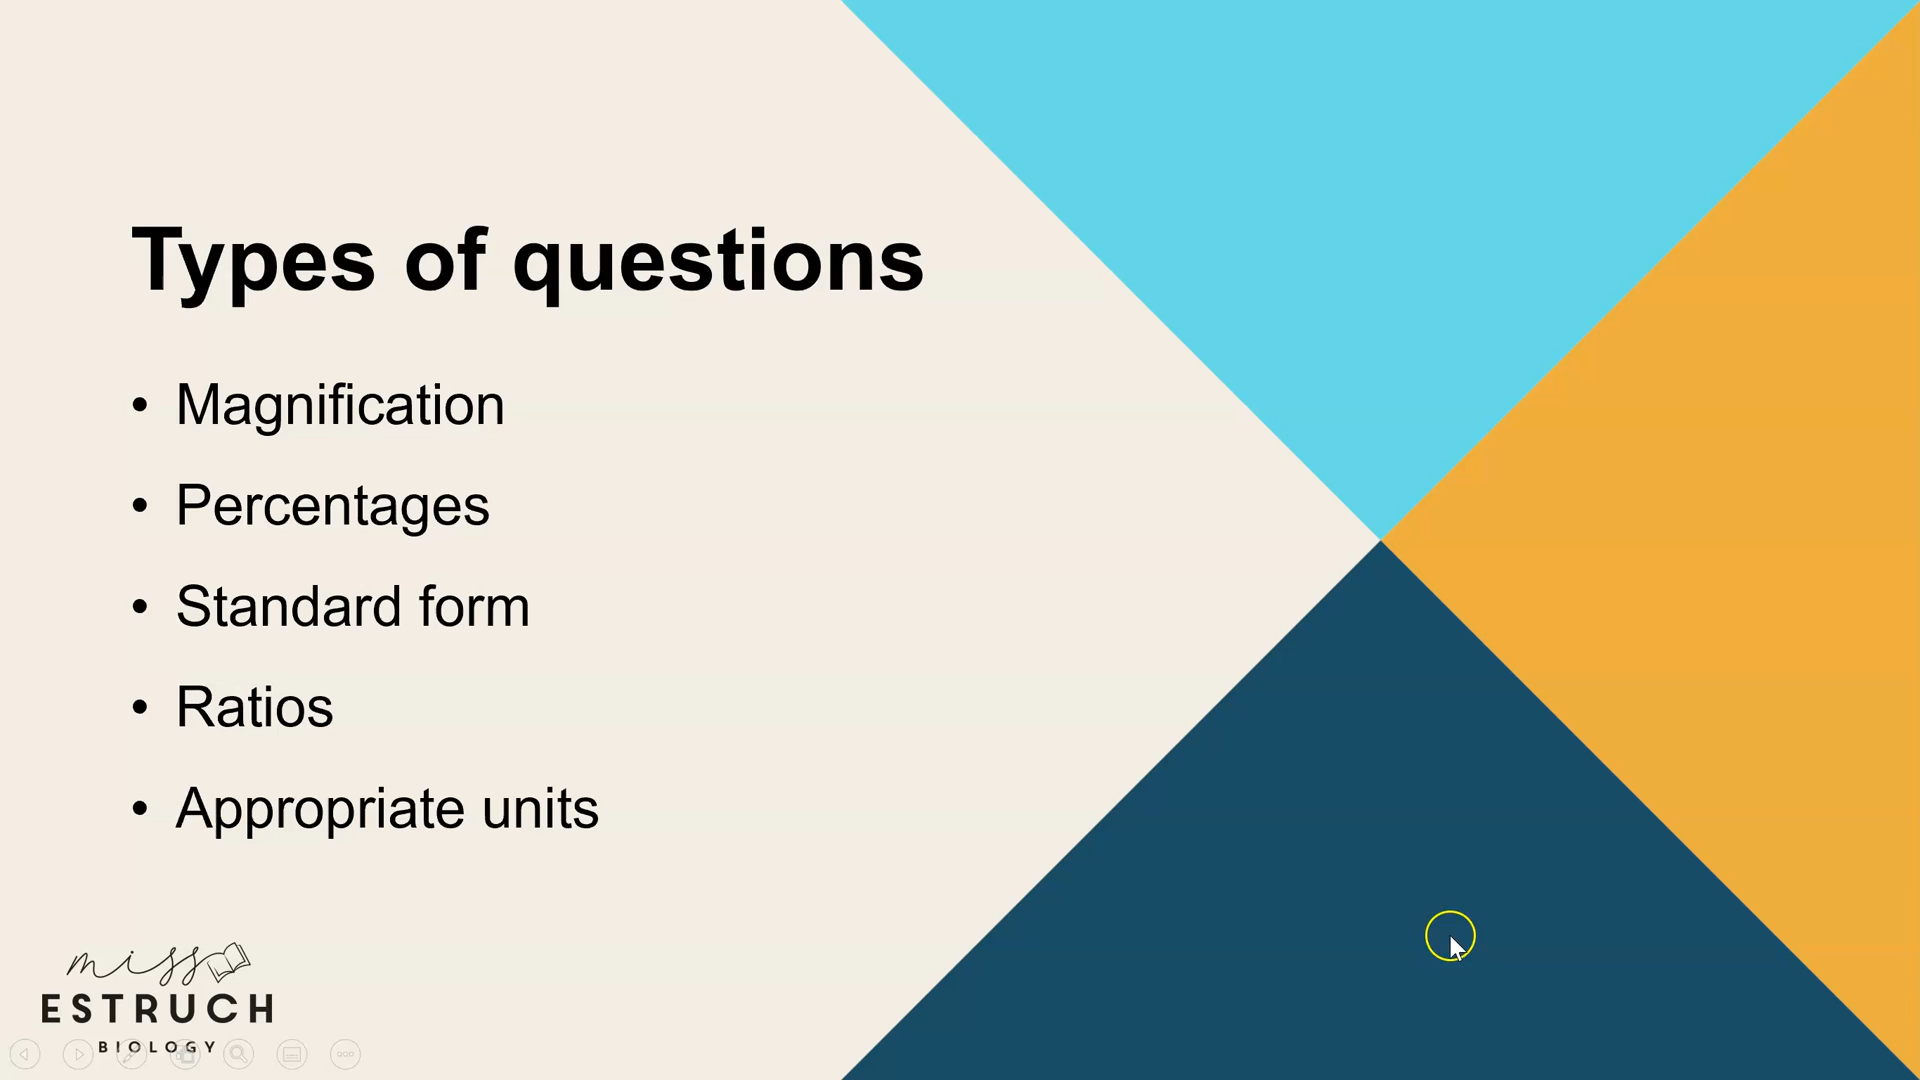 Types of questions
• Magnification
• Percentages
• Standard form
• Ratios
• Appropriate units
miss
ESTRUCH
BIOLOGY